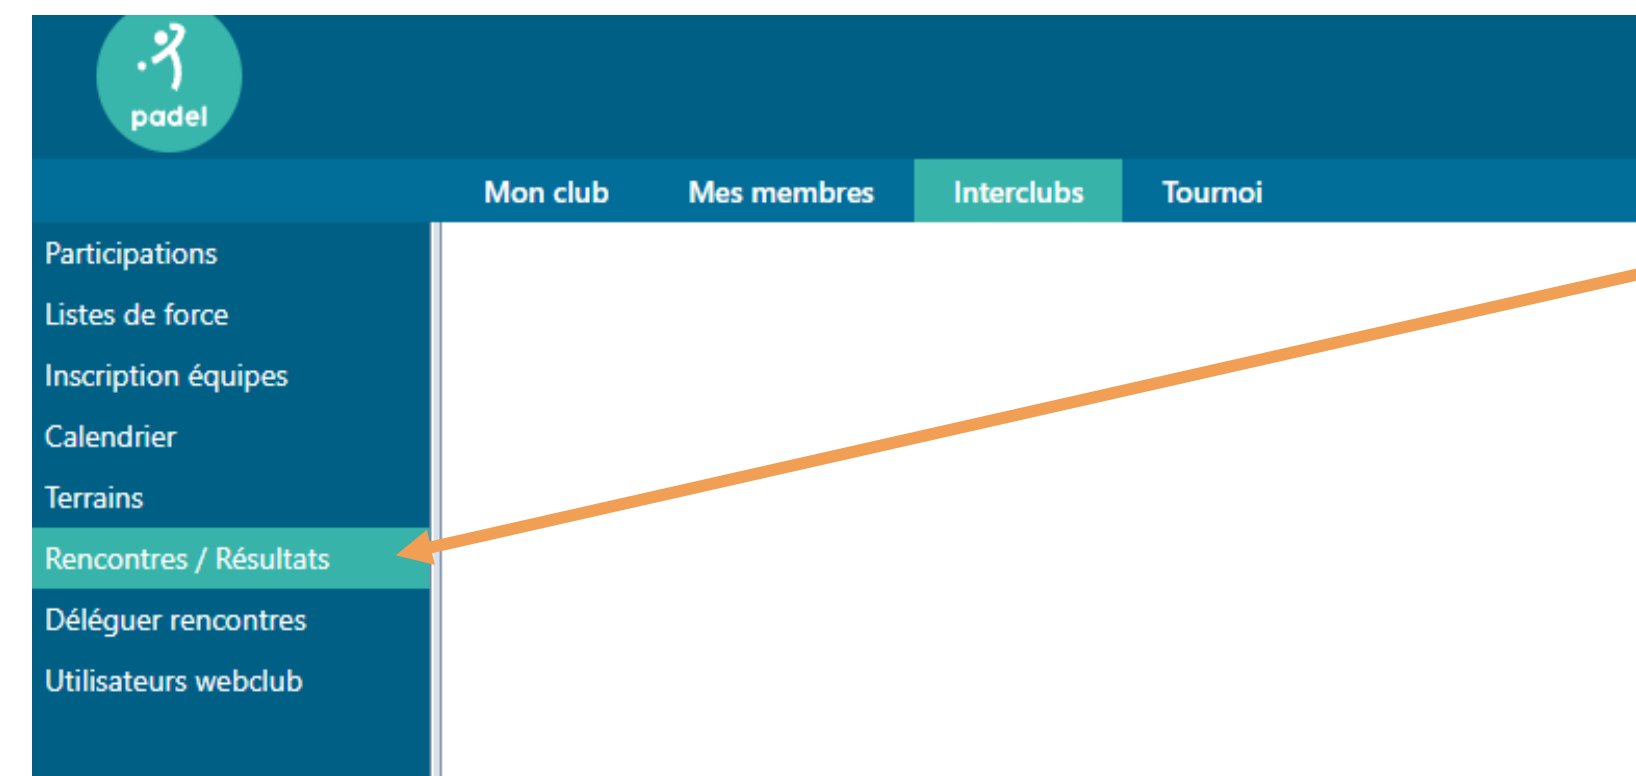 padel
Mon club Mes membres Interclubs Tournoi
Participations
Listes de force
Inscription équipes
Calendrier
Terrains
Rencontres / Résultats
Déléguer rencontres
Utilisateurs webclub